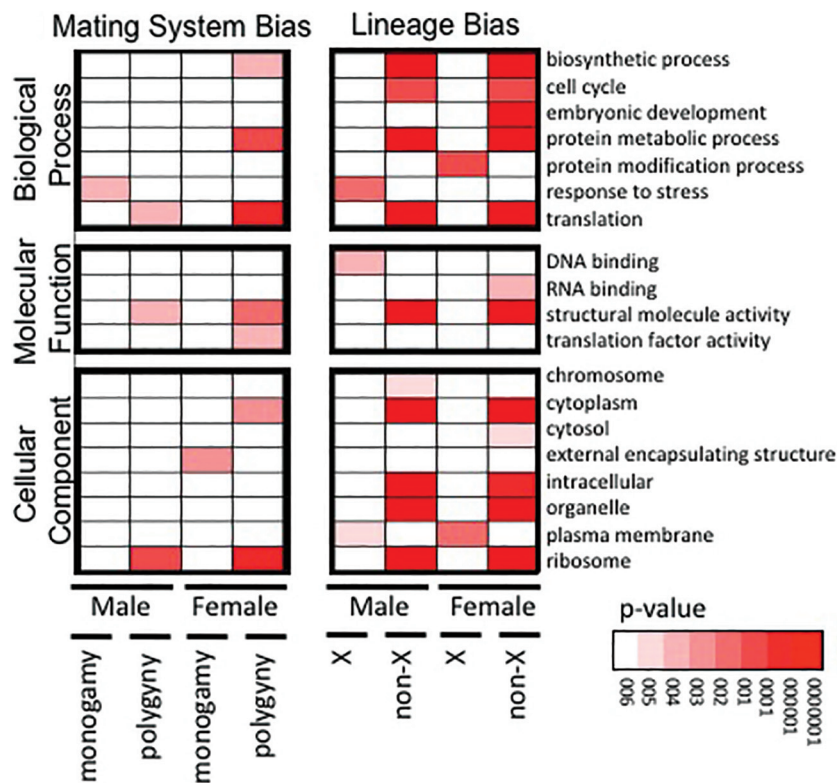 Mating System Bias
Lineage Bias
Biological
Process
biosynthetic process
cell cycle
embryonic development
protein metabolic process
protein modification process
response to stress
translation
Molecular
Function
DNA binding
RNA binding
structural molecule activity
translation factor activity
Cellular
Component
chromosome
cytoplasm
cytosol
external encapsulating structure
intracellular
organelle
plasma membrane
ribosome
Male
Female
Male
Female
monogamy
polygyny
monogamy
polygyny
X
non-X
X
non-X
p-value
006
005
004
003
002
001
0001
000001
0000001